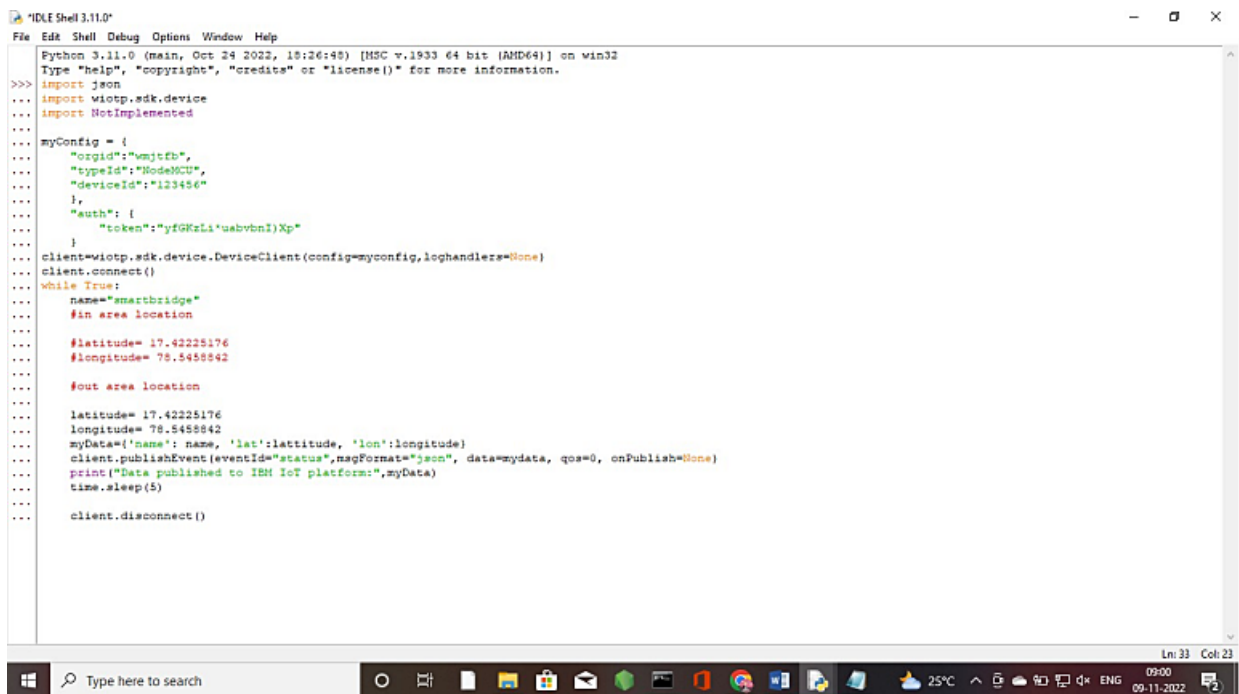 *IDLE Shell 3.11.0*
File Edit Shell Debug Options Window Help
Python 3.11.0 (main, Oct 24 2022, 18:26:48) [MSC v.1933 64 bit (AMD64)] on win32
Type "help", "copyright", "credits" or "license()" for more information.
>>> import json
... import wiotp.sdk.device
... import NotImplemented
...
... myConfig = {
...     "orgid":"wmjtfb",
...     "typeId":"NodeMCU",
...     "deviceId":"123456"
...     },
...     "auth": {
...         "token":"yfGKzLi*uabvbnI)Xp"
...     }
... client=wiotp.sdk.device.DeviceClient(config=myconfig,loghandlers=None)
... client.connect()
... while True:
...     name="smartbridge"
...     #in area location
...
...     #latitude= 17.42225176
...     #longitude= 78.5458842
...
...     #out area location
...
...     latitude= 17.42225176
...     longitude= 78.5458842
...     myData={'name': name, 'lat':lattitude, 'lon':longitude}
...     client.publishEvent(eventId="status",msgFormat="json", data=mydata, qos=0, onPublish=None)
...     print("Data published to IBM IoT platform:",myData)
...     time.sleep(5)
...
...     client.disconnect()
Ln: 33 Col: 23
Type here to search
25°C ENG 09:00
09-11-2022